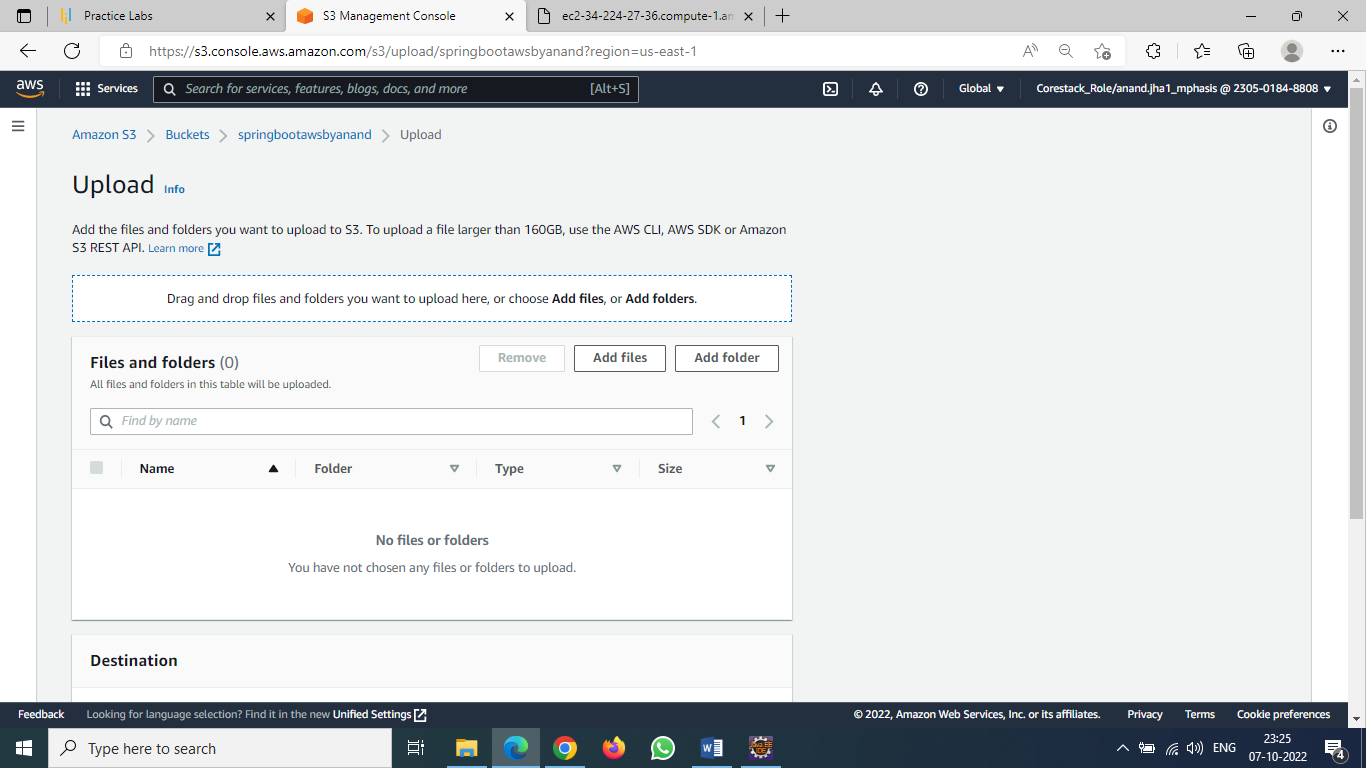 Practice Labs
S3 Management Console
ec2-34-224-27-36.compute-1.am
https://s3.console.aws.amazon.com/s3/upload/springbootawsbyanand?region=us-east-1
aws
Services
Search for services, features, blogs, docs, and more
[Alt+S]
Global
Corestack_Role/anand.jha1_mphasis @ 2305-0184-8808
Amazon S3
Buckets
springbootawsbyanand
Upload
Upload
Info
Add the files and folders you want to upload to S3. To upload a file larger than 160GB, use the AWS CLI, AWS SDK or Amazon
S3 REST API. Learn more
Drag and drop files and folders you want to upload here, or choose Add files, or Add folders.
Files and folders (0)
Remove
Add files
Add folder
All files and folders in this table will be uploaded.
Find by name
1
Name
Folder
Type
Size
No files or folders
You have not chosen any files or folders to upload.
Destination
Feedback
Looking for language selection? Find it in the new Unified Settings
© 2022, Amazon Web Services, Inc. or its affiliates.
Privacy
Terms
Cookie preferences
Type here to search
ENG
23:25
07-10-2022
4